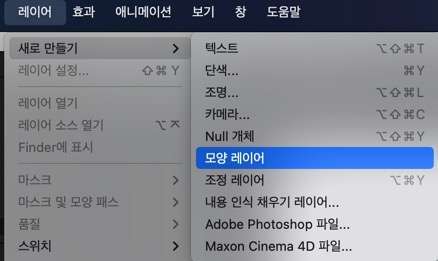 레이어 효과 애니메이션 보기 창 도움말
새로 만들기 >
레이어 설정... ⇧⌘Y
레이어 열기
레이어 소스 열기 ⌥⌅
Finder에 표시
마스크 >
마스크 및 모양 패스 >
품질 >
스위치 >
텍스트 ⌥⇧⌘T
단색... ⌘Y
조명... ⌥⇧⌘L
카메라... ⌥⇧⌘C
Null 개체 ⌥⇧⌘Y
모양 레이어
조정 레이어 ⌥⌘Y
내용 인식 채우기 레이어...
Adobe Photoshop 파일...
Maxon Cinema 4D 파일...